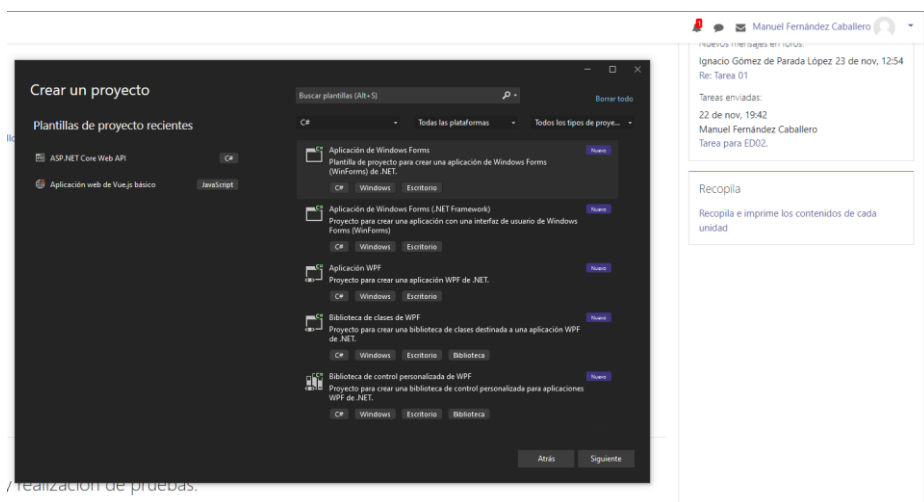 1
Manuel Fernández Caballero
Nuevos mensajes en foros:
Ignacio Gómez de Parada López 23 de nov, 12:54
Re: Tarea 01
Tareas enviadas:
22 de nov, 19:42
Manuel Fernández Caballero
Tarea para ED02.
Recopila
Recopila e imprime los contenidos de cada
unidad
Crear un proyecto
Plantillas de proyecto recientes
ASP.NET Core Web API
C#
Aplicación web de Vue.js básico
JavaScript
Buscar plantillas (Alt+S)
Borrar todo
C#
Todas las plataformas
Todos los tipos de proye...
Aplicación de Windows Forms
Nuevo
Plantilla de proyecto para crear una aplicación de Windows Forms
(WinForms) de .NET.
C# Windows Escritorio
Aplicación de Windows Forms (.NET Framework)
Nuevo
Proyecto para crear una aplicación con una interfaz de usuario de Windows
Forms (WinForms)
C# Windows Escritorio
Aplicación WPF
Nuevo
Proyecto para crear una aplicación WPF de .NET.
C# Windows Escritorio
Biblioteca de clases de WPF
Nuevo
Proyecto para crear una biblioteca de clases destinada a una aplicación WPF
de .NET.
C# Windows Escritorio Biblioteca
Biblioteca de control personalizada de WPF
Nuevo
Proyecto para crear una biblioteca de control personalizada para aplicaciones
WPF de .NET.
C# Windows Escritorio Biblioteca
Atrás
Siguiente
y realización de pruebas.